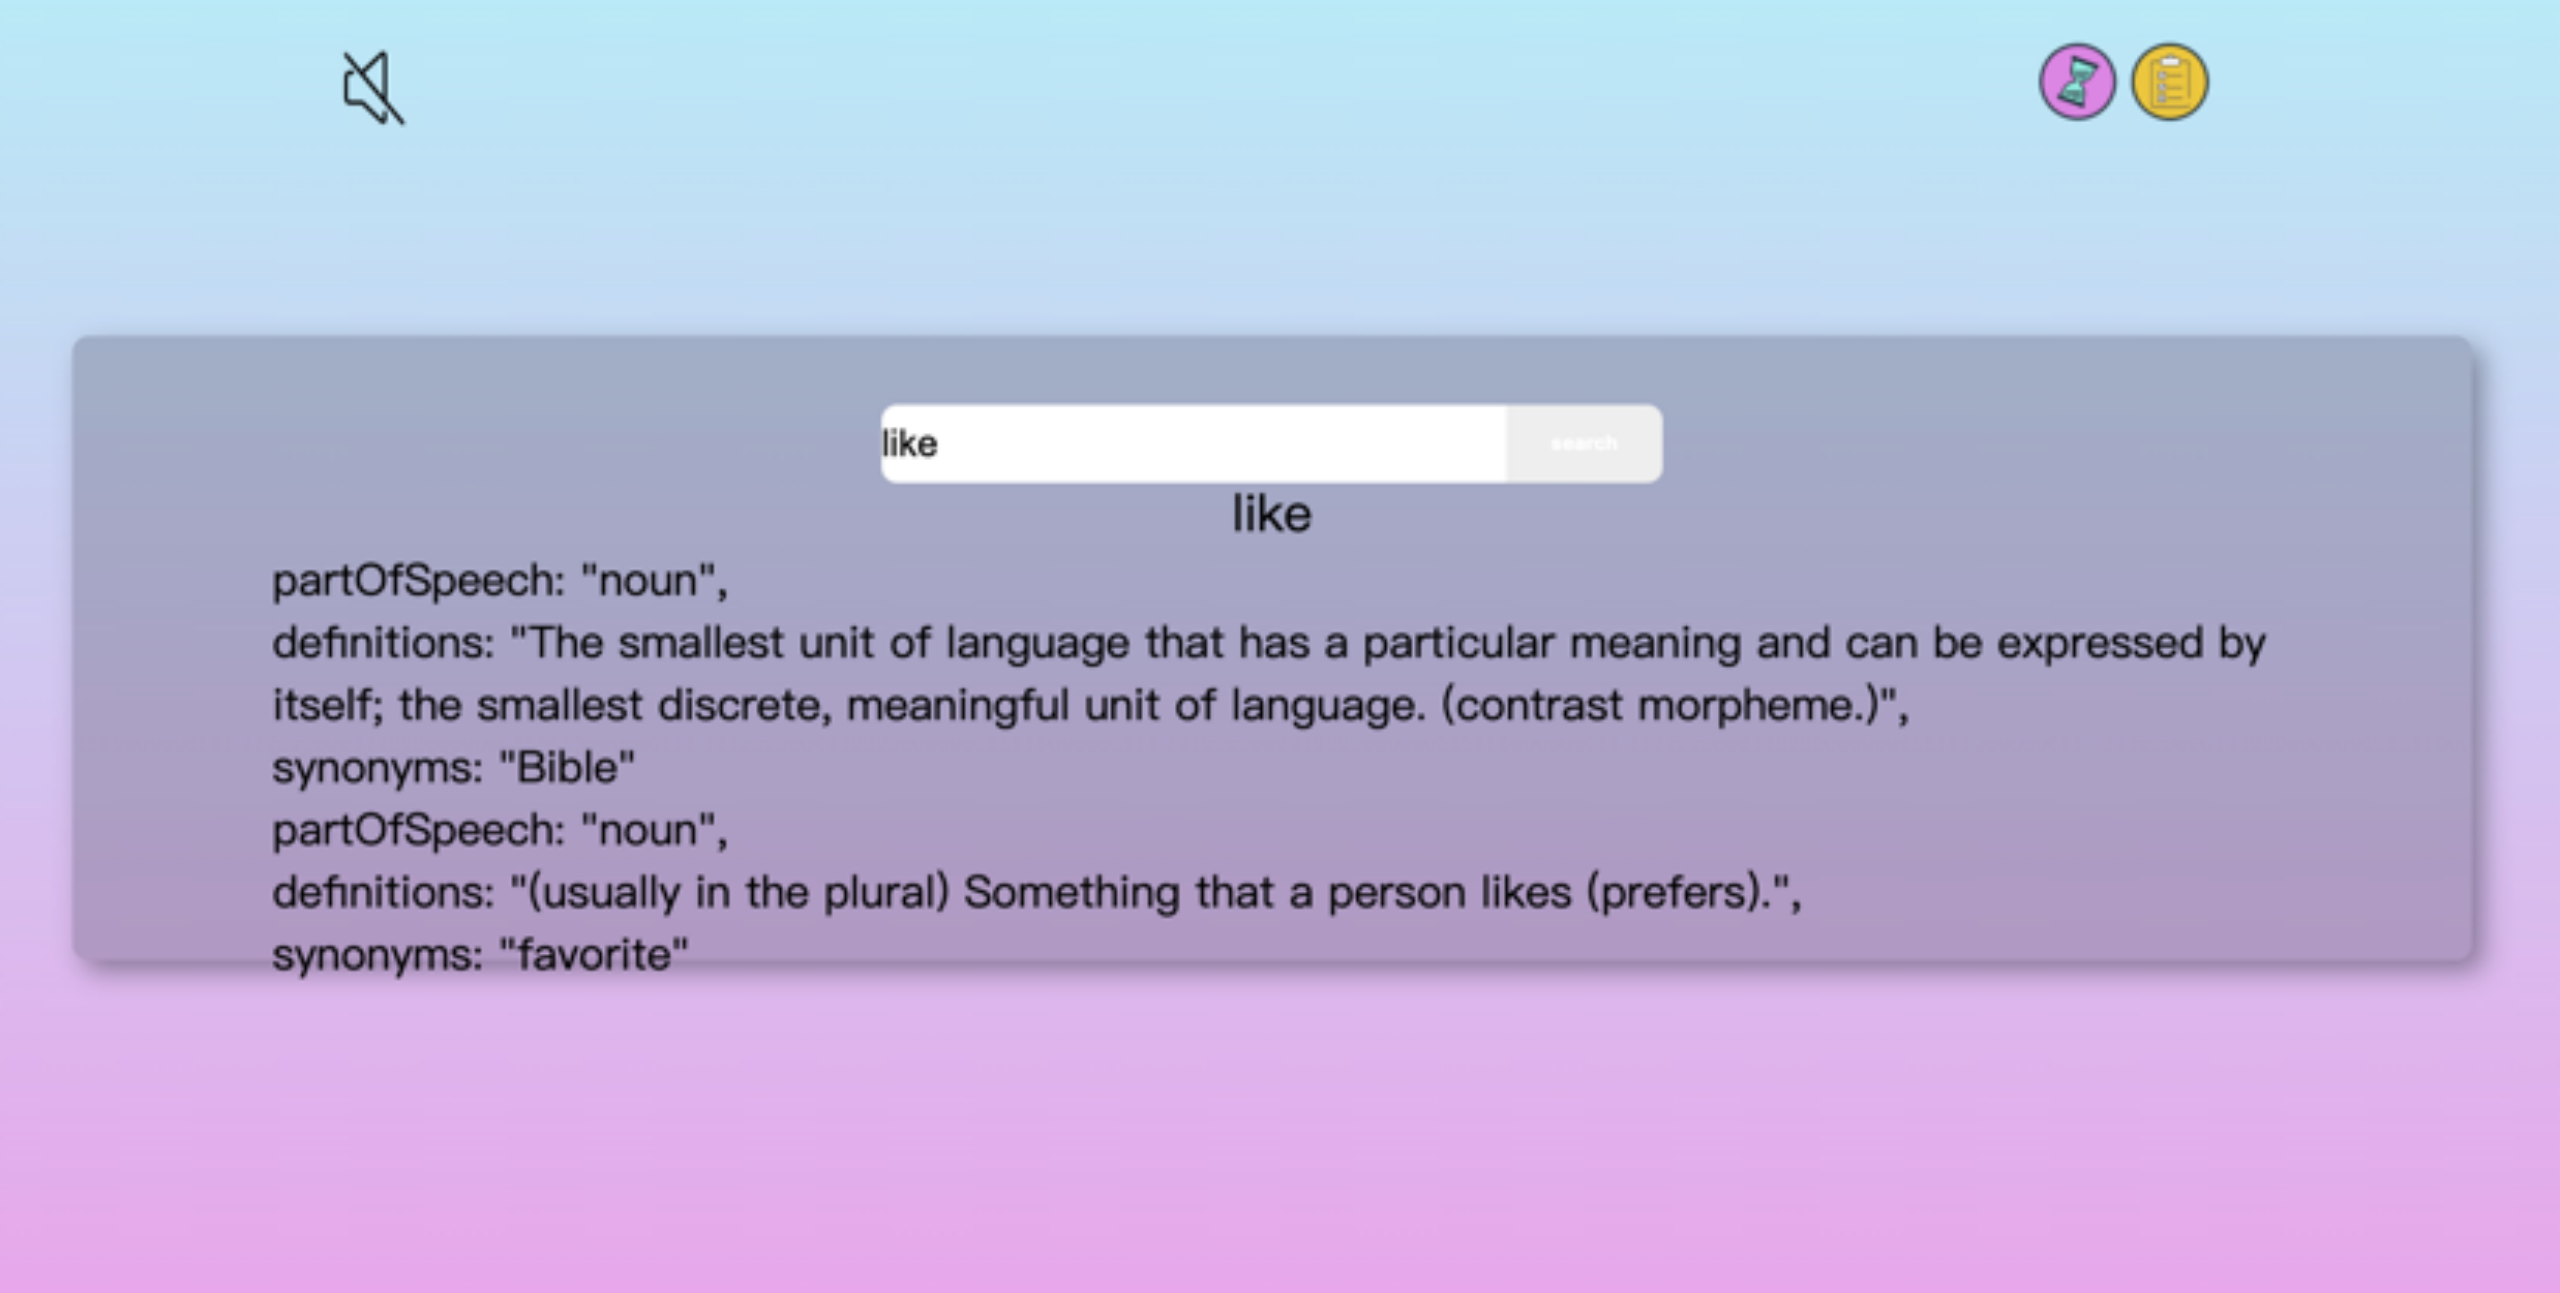 like
search
like
partOfSpeech: "noun",
definitions: "The smallest unit of language that has a particular meaning and can be expressed by
itself; the smallest discrete, meaningful unit of language. (contrast morpheme.)",
synonyms: "Bible"
partOfSpeech: "noun",
definitions: "(usually in the plural) Something that a person likes (prefers).",
synonyms: "favorite"